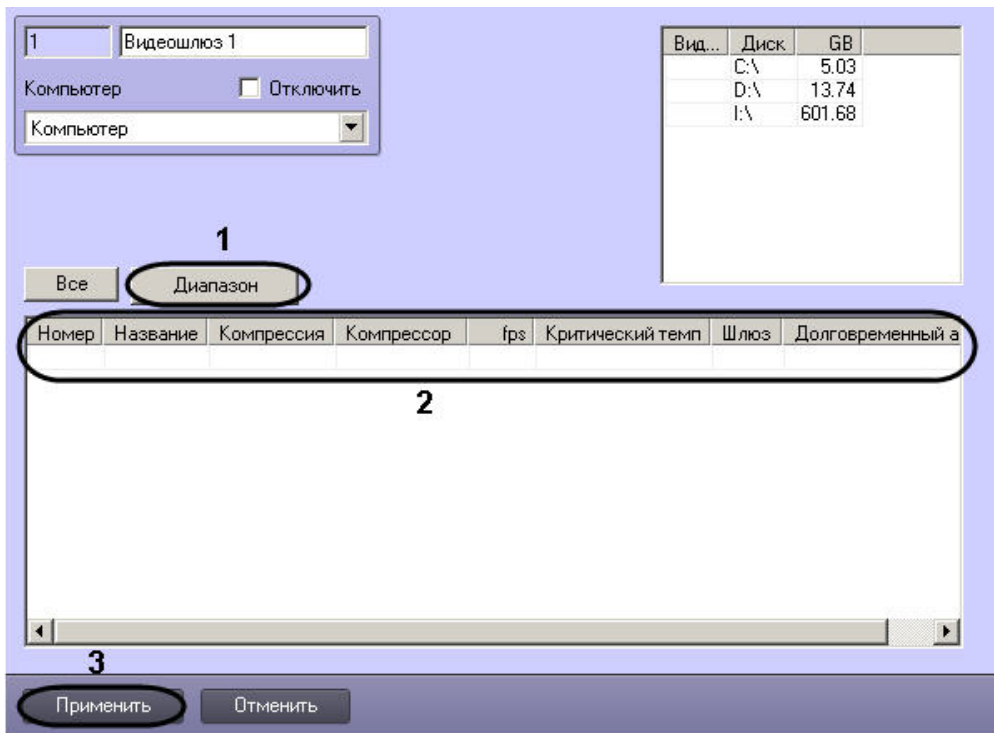 1 Видеошлюз 1
Компьютер Отключить
Компьютер
Вид... Диск GB
C:\ 5.03
D:\ 13.74
I:\ 601.68
1
Все Диапазон
Номер Название Компрессия Компрессор fps Критический темп Шлюз Долговременный а
2
3
Применить Отменить